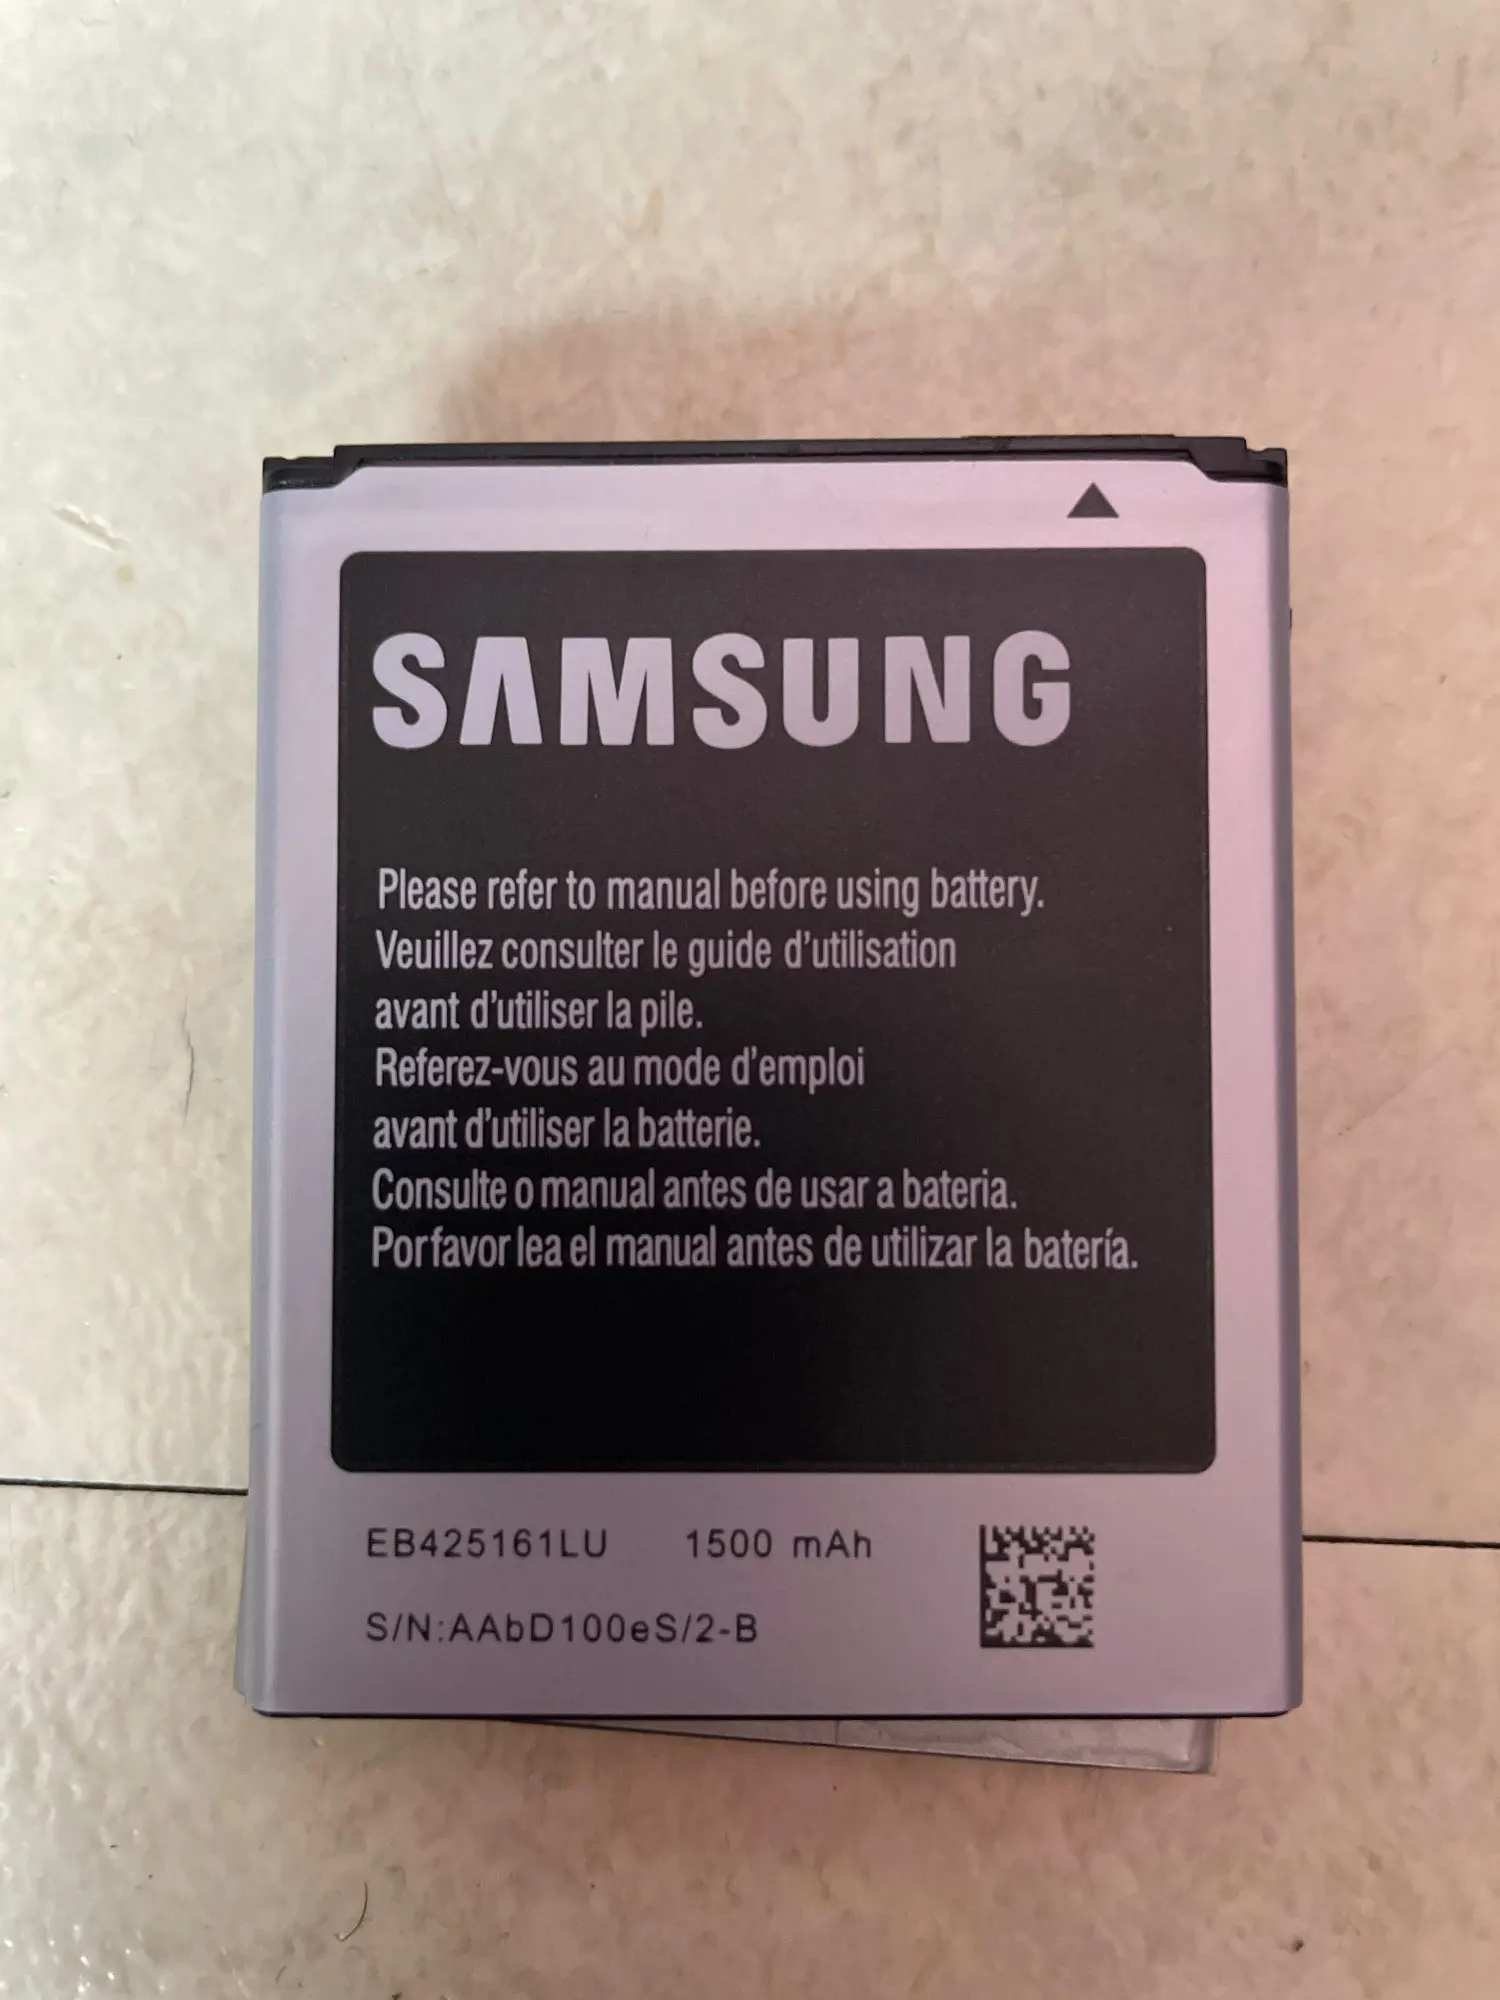 SAMSUNG
Please refer to manual before using battery.
Veuillez consulter le guide d'utilisation
avant d'utiliser la pile.
Referez-vous au mode d'emploi
avant d'utiliser la batterie.
Consulte o manual antes de usar a bateria.
Porfavor lea el manual antes de utilizar la batería.
EB425161LU 1500 mAh
S/N:AAbD100eS/2-B